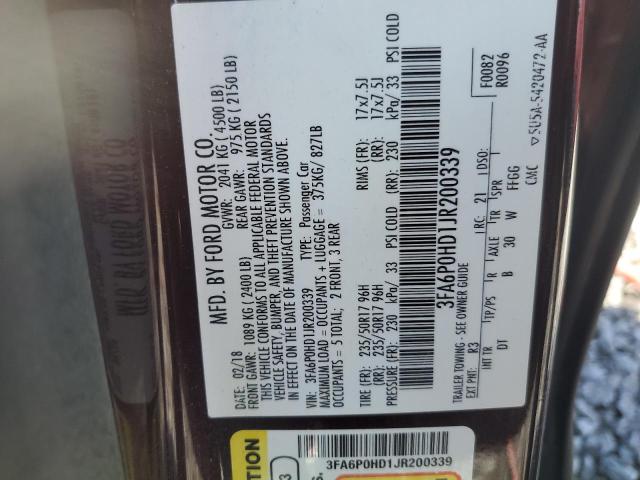 MFD. BY FORD MOTOR CO.
02/18 GVWR: 2041 KG ( 4500 LB)
FRONT GAWR: 1089 KG ( 2400 LB) REAR GAWR: 975 KG ( 2150 LB)
THIS VEHICLE CONFORMS TO ALL APPLICABLE FEDERAL MOTOR
VEHICLE SAFETY, BUMPER, AND THEFT PREVENTION STANDARDS
IN EFFECT ON THE DATE OF MANUFACTURE SHOWN ABOVE.
VIN: 3FA6P0HD1JR200339 TYPE: Passenger Car
MAXIMUM LOAD = OCCUPANTS + LUGGAGE = 375KG/ 827LB
OCCUPANTS = 5 TOTAL; 2 FRONT, 3 REAR
TIRE (FR): 235/50R17 96H RIMS (FR): 17x7.5J
(RR): 235/50R17 96H (RR): 17x7.5J
PRESSURE (FR): 230 kPa/ 33 PSI COLD (RR): 230 kPa/ 33 PSI COLD
3FA6P0HD1JR200339
TRAILER TOWING - SEE OWNER GUIDE F0082
R0096
EXT PNT: R3 RC: 21 DSO:
INT TR TP/PS R AXLE TR SPR
DT B 30 W FFGG
CMC
5U5A-5420472-AA
3FA6P0HD1JR200339